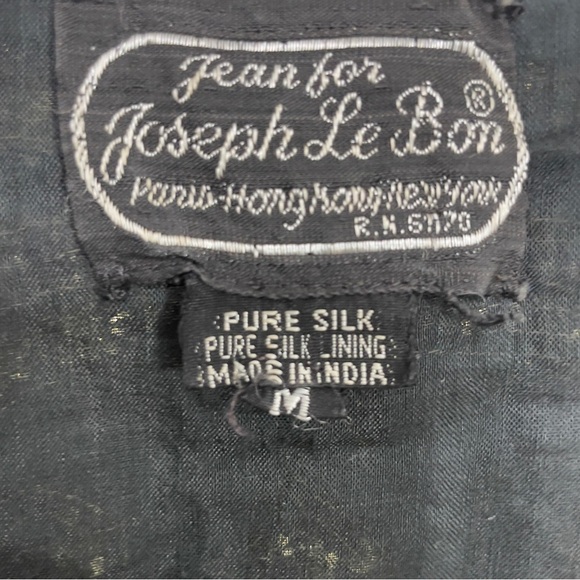 Jean for
Joseph Le Bon ®
Paris-Hong Kong-New York
R.N.
PURE SILK
PURE SILK LINING
MADE IN INDIA
M